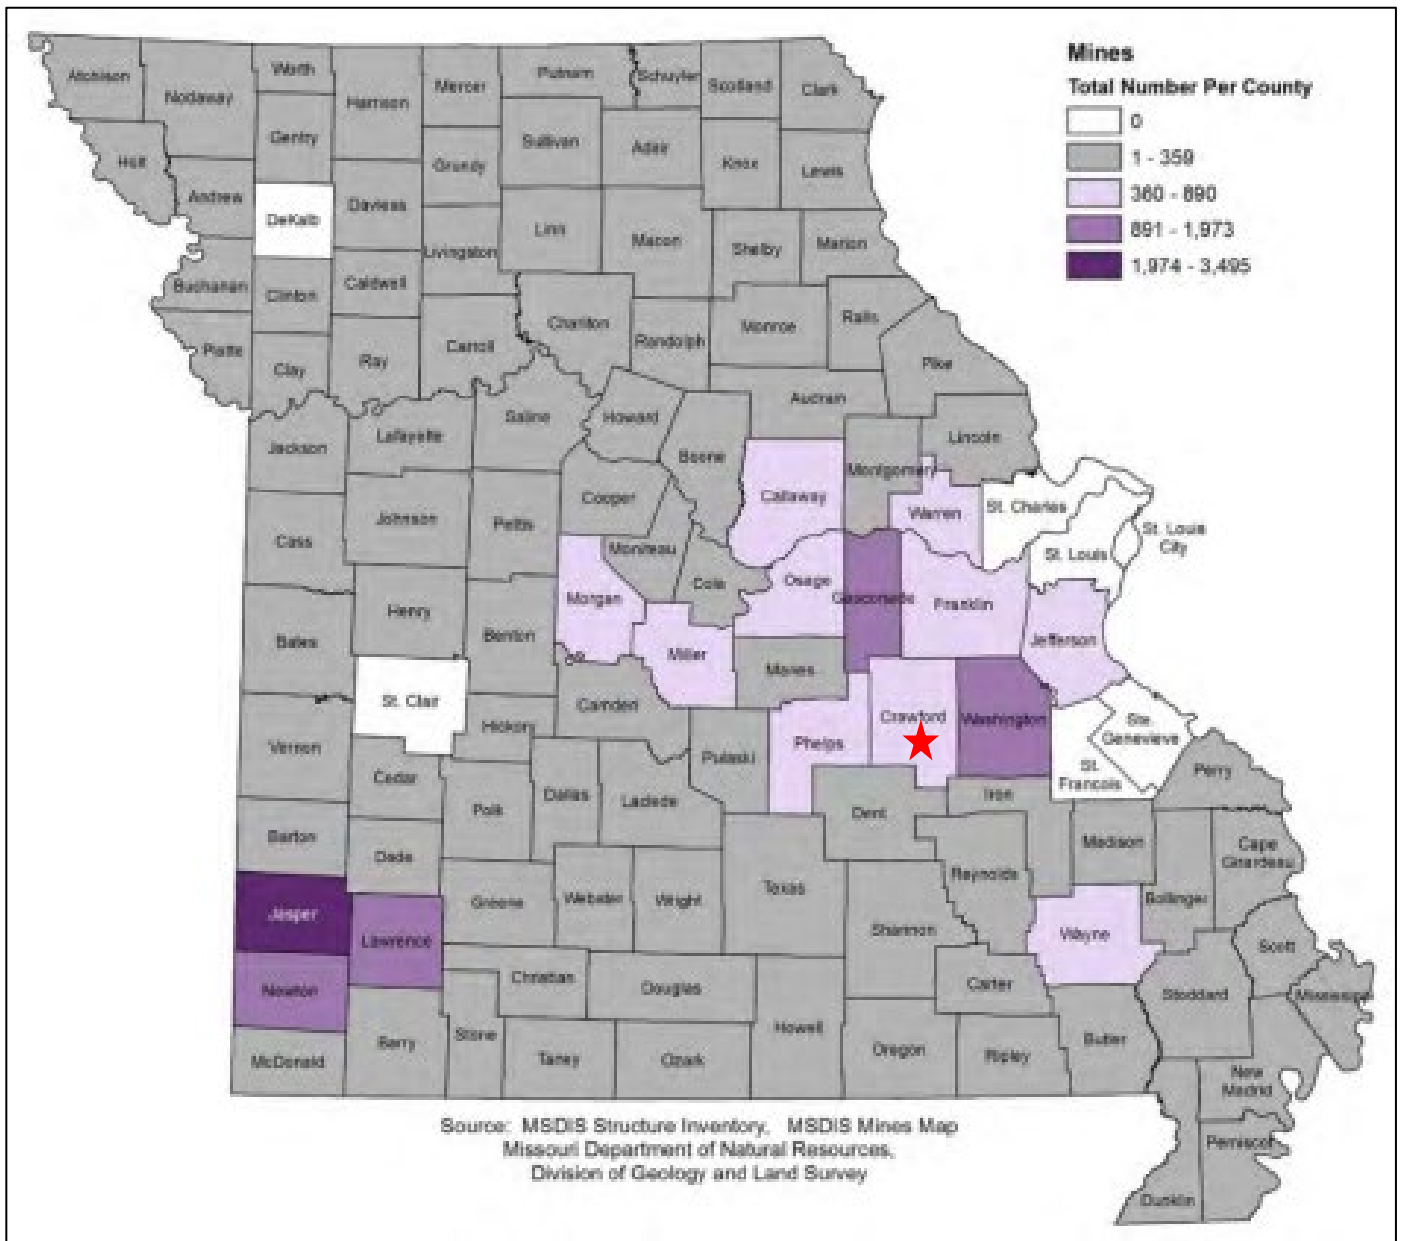 Mines
Total Number Per County
0
1 - 359
360 - 890
891 - 1,973
1,974 - 3,495
Atchison
Nodaway
Worth
Harrison
Mercer
Putnam
Schuyler
Scotland
Clark
Holt
Gentry
Sullivan
Adair
Knox
Lewis
Andrew
DeKalb
Daviess
Grundy
Linn
Macon
Shelby
Marion
Buchanan
Clinton
Caldwell
Livingston
Chariton
Randolph
Monroe
Ralls
Platte
Clay
Ray
Carroll
Pike
Audrain
Jackson
Lafayette
Saline
Howard
Boone
Montgomery
Lincoln
Cass
Johnson
Pettis
Cooper
Callaway
Warren
St. Charles
St. Louis
St. Louis
City
Moniteau
Cole
Osage
Gasconade
Franklin
Jefferson
Bates
Henry
Benton
Morgan
Miller
Maries
St. Clair
Hickory
Camden
Pulaski
Phelps
Crawford
Washington
Ste.
Genevieve
St.
Francois
Perry
Vernon
Cedar
Polk
Dallas
Laclede
Dent
Iron
Madison
Cape
Girardeau
Barton
Dade
Greene
Webster
Wright
Texas
Reynolds
Bollinger
Jasper
Lawrence
Shannon
Wayne
Scott
Newton
Christian
Douglas
Carter
Stoddard
Mississippi
McDonald
Barry
Stone
Taney
Ozark
Howell
Oregon
Ripley
Butler
New
Madrid
Pemiscot
Dunklin
Source: MSDIS Structure Inventory, MSDIS Mines Map
Missouri Department of Natural Resources,
Division of Geology and Land Survey